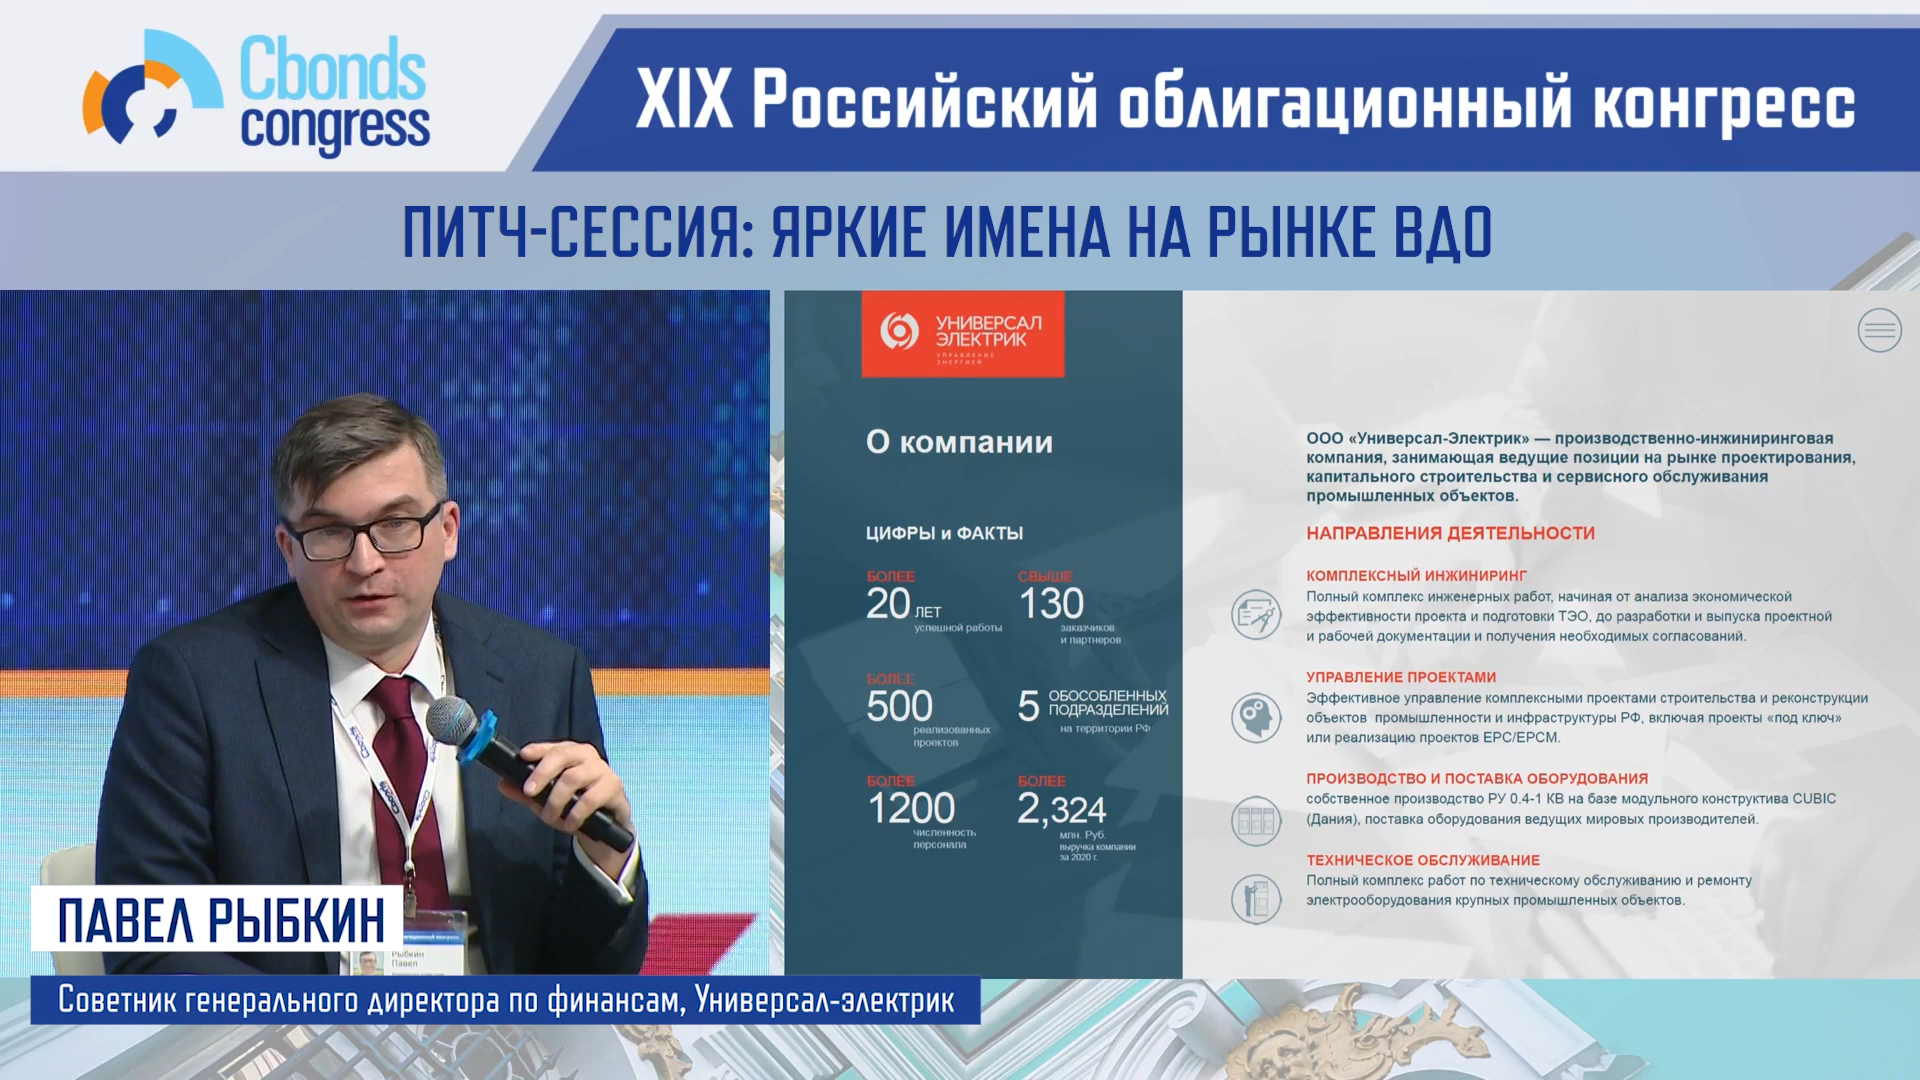 Cbonds
congress
XIX Российский облигационный конгресс
ПИТЧ-СЕССИЯ: ЯРКИЕ ИМЕНА НА РЫНКЕ ВДО
УНИВЕРСАЛ
ЭЛЕКТРИК
УПРАВЛЕНИЕ
ЭНЕРГИЕЙ
О компании
ЦИФРЫ и ФАКТЫ
БОЛЕЕ
20 ЛЕТ
успешной работы
СВЫШЕ
130
заказчиков
и партнеров
БОЛЕЕ
500
реализованных
проектов
5 ОБОСОБЛЕННЫХ
ПОДРАЗДЕЛЕНИЙ
на территории РФ
БОЛЕЕ
1200
численность
персонала
БОЛЕЕ
2,324
млн. Руб.
выручка компании
за 2020 г.
ООО «Универсал-Электрик» — производственно-инжиниринговая
компания, занимающая ведущие позиции на рынке проектирования,
капитального строительства и сервисного обслуживания
промышленных объектов.
НАПРАВЛЕНИЯ ДЕЯТЕЛЬНОСТИ
КОМПЛЕКСНЫЙ ИНЖИНИРИНГ
Полный комплекс инженерных работ, начиная от анализа экономической
эффективности проекта и подготовки ТЭО, до разработки и выпуска проектной
и рабочей документации и получения необходимых согласований.
УПРАВЛЕНИЕ ПРОЕКТАМИ
Эффективное управление комплексными проектами строительства и реконструкции
объектов промышленности и инфраструктуры РФ, включая проекты «под ключ»
или реализацию проектов EPC/EPCM.
ПРОИЗВОДСТВО И ПОСТАВКА ОБОРУДОВАНИЯ
собственное производство РУ 0.4-1 КВ на базе модульного конструктива CUBIC
(Дания), поставка оборудования ведущих мировых производителей.
ТЕХНИЧЕСКОЕ ОБСЛУЖИВАНИЕ
Полный комплекс работ по техническому обслуживанию и ремонту
электрооборудования крупных промышленных объектов.
Cbonds
Рыбкин
Павел
ПАВЕЛ РЫБКИН
Советник генерального директора по финансам, Универсал-электрик